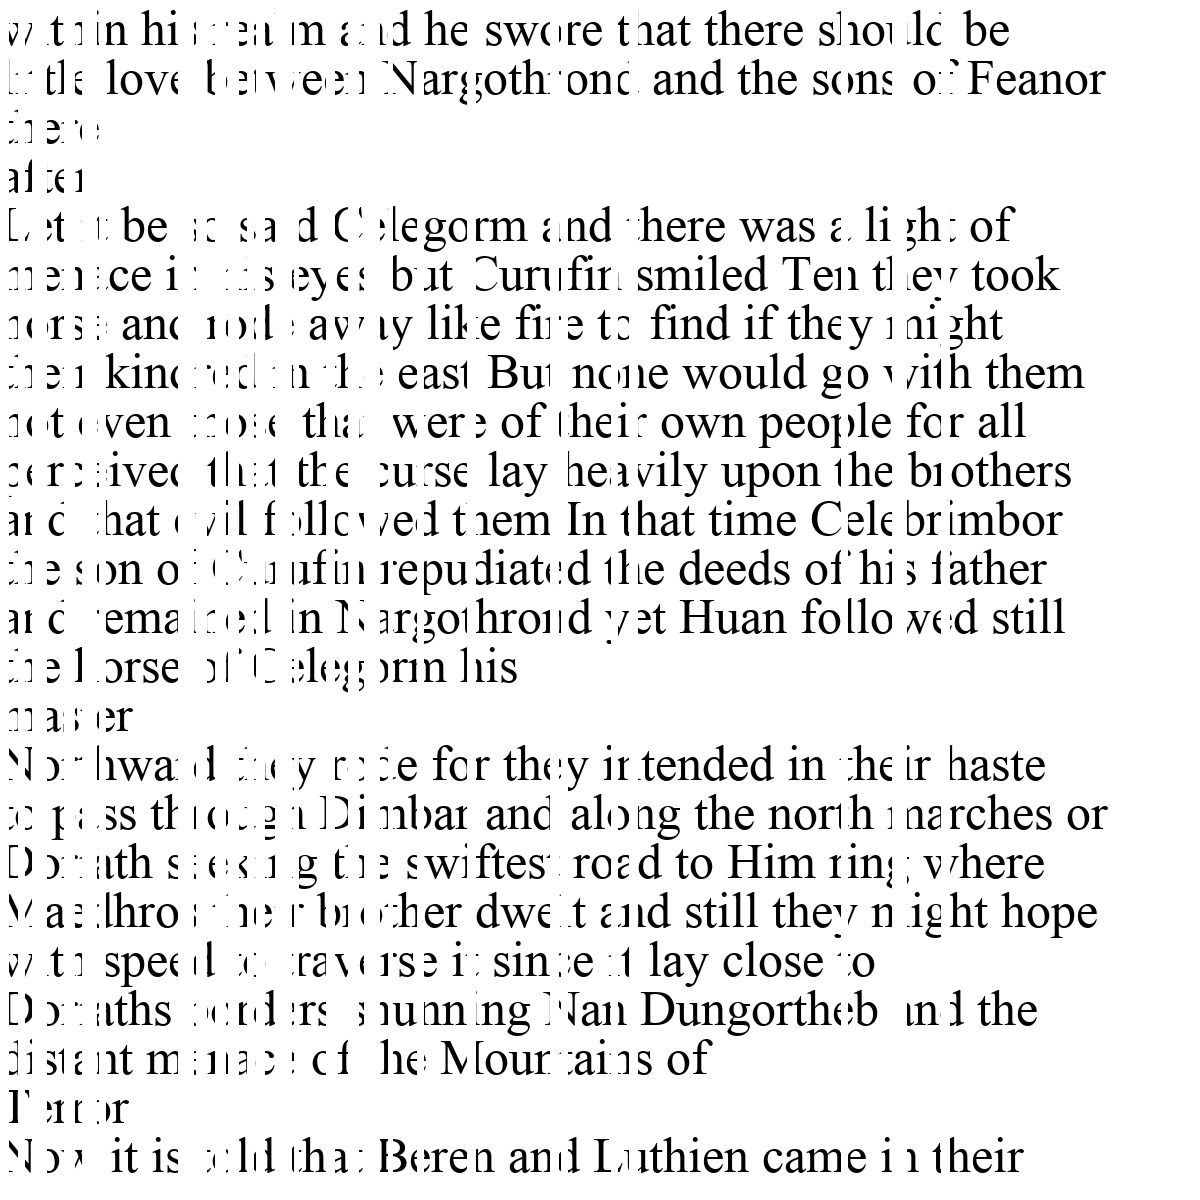 within his realm and he swore that there should be
little love between Nargothrond and the sons of Feanor
there
after
Let it be so said Celegorm and there was a light of
menace in his eyes but Curufin smiled Ten they took
horse and rode away like fire to find if they might
their kindred in the east But none would go with them
not even those that were of their own people for all
perceived that the curse lay heavily upon the brothers
and that evil followed them In that time Celebrimbor
the son of Curufin repudiated the deeds of his father
and remained in Nargothrond yet Huan followed still
the horse of Celegorm his
master
Northward they rode for they intended in their haste
to pass through Dimbar and along the north marches or
Doriath seeking the swiftest road to Him ring where
Maedhros their brother dwelt and still they might hope
with speed to traverse it since it lay close to
Doriaths borders shunning Nan Dungortheb and the
distant menace of the Mountains of
Terror
Now it is told that Beren and Luthien came in their